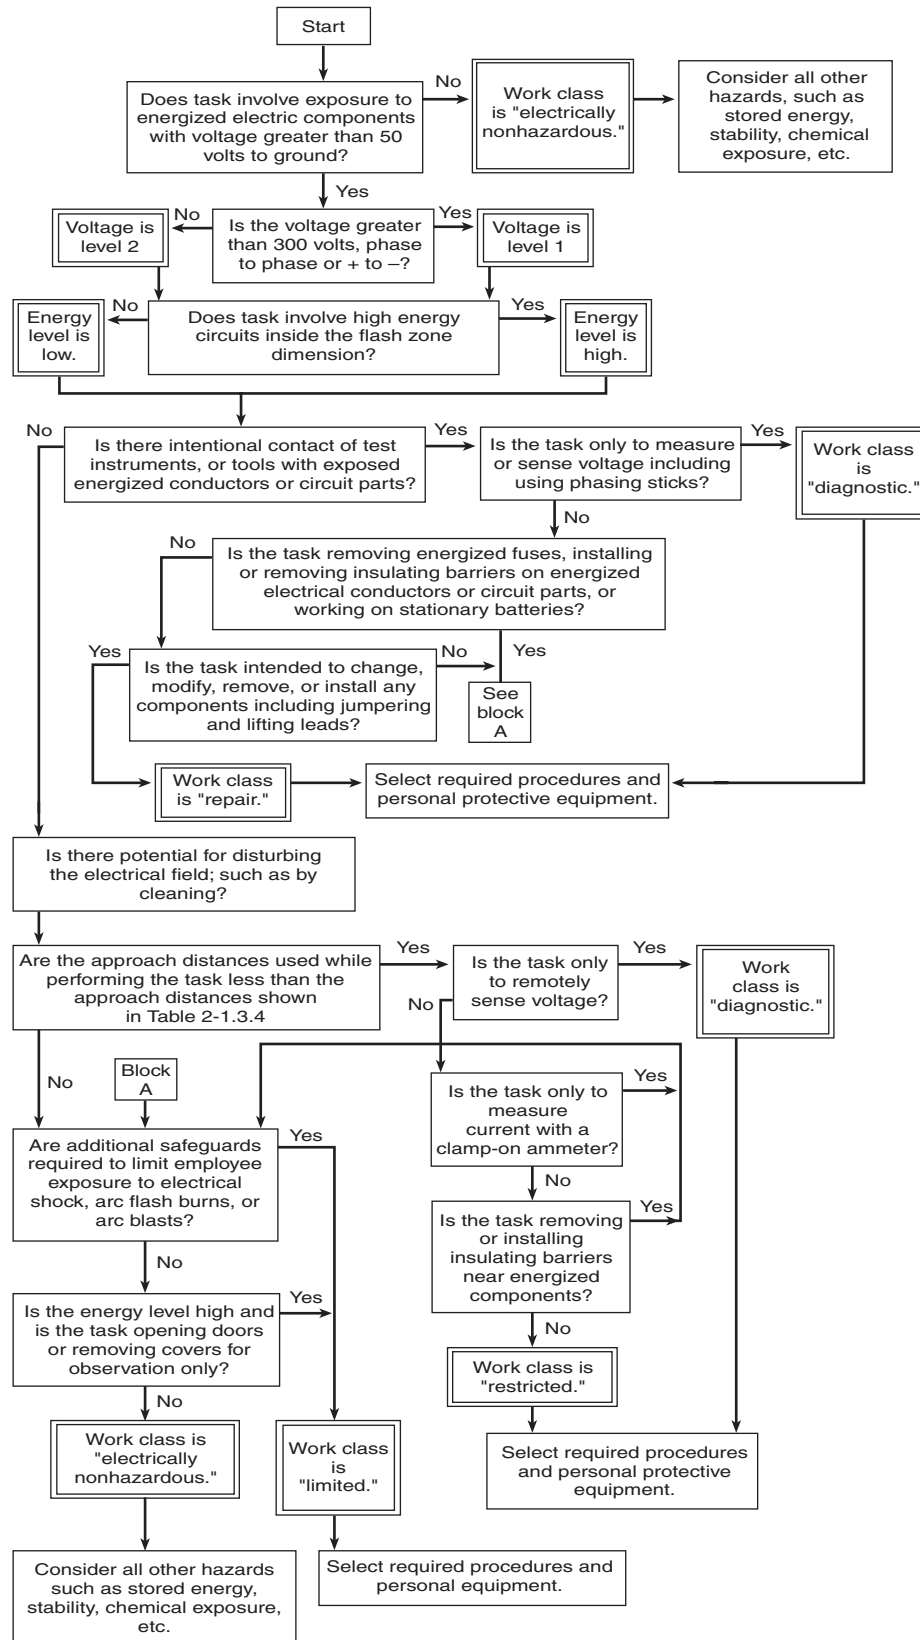 Start
No
Does task involve exposure to
energized electric components
with voltage greater than 50
volts to ground?
Work class
is "electrically
nonhazardous."
Consider all other
hazards, such as
stored energy,
stability, chemical
exposure, etc.
Yes
No
Is the voltage greater
than 300 volts, phase
to phase or + to –?
Yes
Voltage is
level 2
Voltage is
level 1
No
Does task involve high energy
circuits inside the flash zone
dimension?
Yes
Energy
level is
low.
Energy
level is
high.
No
Is there intentional contact of test
instruments, or tools with exposed
energized conductors or circuit parts?
Yes
Is the task only to measure
or sense voltage including
using phasing sticks?
Yes
Work class
is
"diagnostic."
No
No
Is the task removing energized fuses, installing
or removing insulating barriers on energized
electrical conductors or circuit parts, or
working on stationary batteries?
Yes
Yes
Is the task intended to change,
modify, remove, or install any
components including jumpering
and lifting leads?
No
See
block
A
Work class
is "repair."
Select required procedures and
personal protective equipment.
Is there potential for disturbing
the electrical field; such as by
cleaning?
Are the approach distances used while
performing the task less than the
approach distances shown
in Table 2-1.3.4
Yes
Is the task only
to remotely
sense voltage?
Yes
Work
class is
"diagnostic."
No
No
Block
A
Is the task only to
measure
current with a
clamp-on ammeter?
Yes
Are additional safeguards
required to limit employee
exposure to electrical
shock, arc flash burns, or
arc blasts?
Yes
No
Is the task removing
or installing
insulating barriers
near energized
components?
Yes
No
Is the energy level high and
is the task opening doors
or removing covers for
observation only?
Yes
No
Work class is
"restricted."
No
Work class is
"electrically
nonhazardous."
Work class
is
"limited."
Select required procedures
and personal protective
equipment.
Consider all other hazards
such as stored energy,
stability, chemical exposure,
etc.
Select required procedures and
personal equipment.